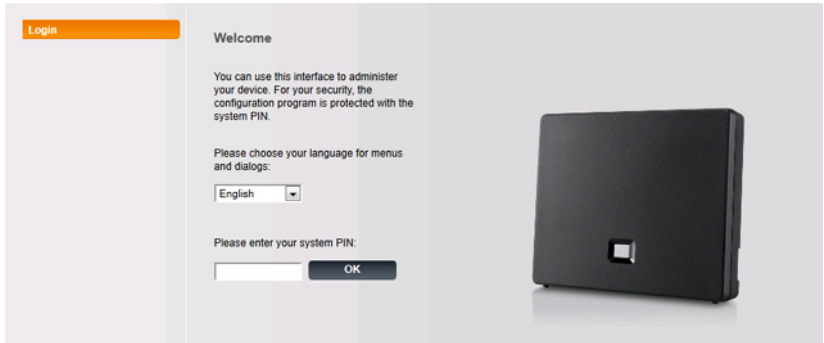 Login
Welcome
You can use this interface to administer
your device. For your security, the
configuration program is protected with the
system PIN.
Please choose your language for menus
and dialogs:
English
Please enter your system PIN:
OK